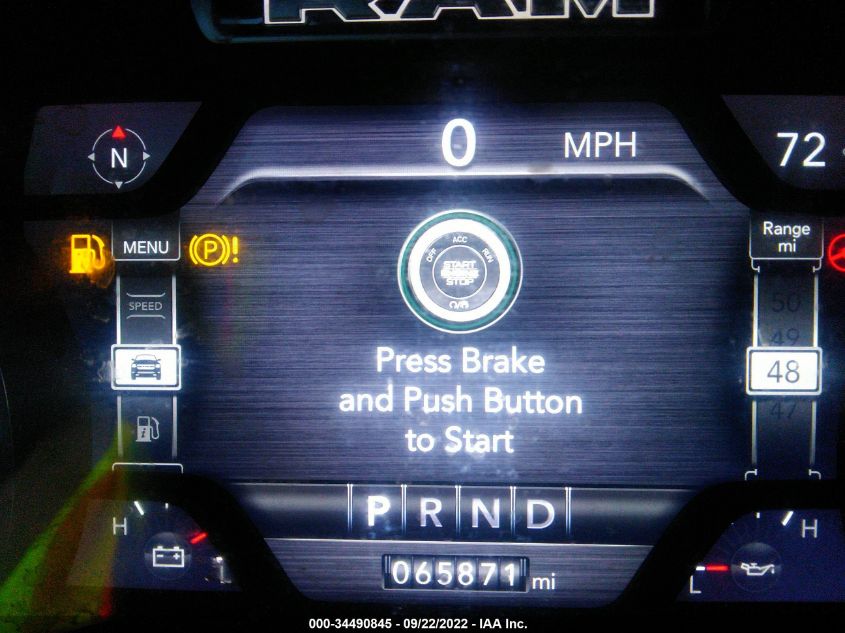 RAM
0 MPH
72
N
MENU
P !
Range
mi
SPEED
50
49
48
47
OFF ACC RUN
START
ENGINE
STOP
Press Brake
and Push Button
to Start
P R N D
H
L
065871 mi
H
L
000-34490845 - 09/22/2022 - IAA Inc.